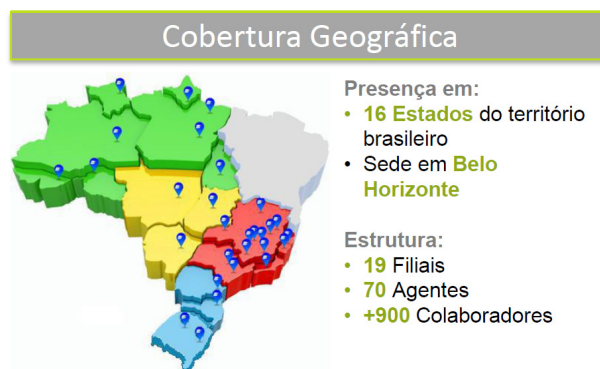 Cobertura Geográfica
Presença em:
• 16 Estados do território
brasileiro
• Sede em Belo
Horizonte
Estrutura:
• 19 Filiais
• 70 Agentes
• +900 Colaboradores